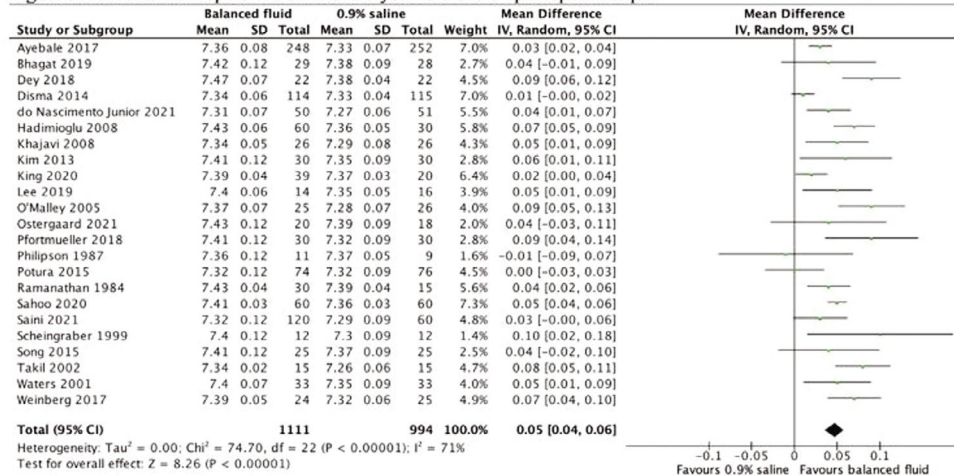 Balanced fluid 0.9% saline Mean Difference Mean Difference
Study or Subgroup Mean SD Total Mean SD Total Weight IV, Random, 95% CI IV, Random, 95% CI
Ayebale 2017 7.36 0.08 248 7.33 0.07 252 7.0% 0.03 [0.02, 0.04]
Bhagat 2019 7.42 0.12 29 7.38 0.09 28 2.7% 0.04 [-0.01, 0.09]
Dey 2018 7.47 0.07 22 7.38 0.04 22 4.7% 0.09 [0.06, 0.12]
Disma 2014 7.34 0.06 114 7.33 0.04 115 7.0% 0.01 [-0.00, 0.02]
do Nascimento Junior 2021 7.31 0.07 50 7.27 0.06 51 5.5% 0.04 [0.01, 0.07]
Hadimioglu 2008 7.43 0.06 60 7.36 0.05 30 5.8% 0.07 [0.05, 0.09]
Khajavi 2008 7.34 0.05 26 7.29 0.08 26 4.4% 0.05 [0.01, 0.09]
Kim 2013 7.41 0.12 30 7.35 0.09 30 2.8% 0.06 [0.01, 0.11]
King 2020 7.39 0.04 39 7.37 0.03 20 6.4% 0.02 [0.00, 0.04]
Lee 2019 7.4 0.06 14 7.35 0.05 16 3.9% 0.05 [0.01, 0.09]
O'Malley 2005 7.37 0.07 25 7.28 0.07 26 4.2% 0.09 [0.05, 0.13]
Ostergaard 2021 7.43 0.12 20 7.39 0.09 18 2.0% 0.04 [-0.03, 0.11]
Pfortmueller 2018 7.41 0.12 30 7.32 0.09 30 2.8% 0.09 [0.04, 0.14]
Philipson 1987 7.36 0.12 11 7.37 0.05 9 1.6% -0.01 [-0.09, 0.07]
Potura 2015 7.32 0.12 74 7.32 0.09 76 4.5% 0.00 [-0.03, 0.03]
Ramanathan 1984 7.43 0.04 30 7.39 0.04 15 5.6% 0.04 [0.02, 0.06]
Sahoo 2020 7.41 0.03 60 7.36 0.03 60 7.3% 0.05 [0.04, 0.06]
Saini 2021 7.32 0.12 120 7.29 0.09 60 4.8% 0.03 [-0.00, 0.06]
Scheingraber 1999 7.4 0.12 12 7.3 0.09 12 1.4% 0.10 [0.02, 0.18]
Song 2015 7.41 0.12 25 7.37 0.09 25 2.5% 0.04 [-0.02, 0.10]
Takil 2002 7.34 0.02 15 7.26 0.06 15 4.7% 0.08 [0.05, 0.11]
Waters 2001 7.4 0.07 33 7.35 0.09 33 4.2% 0.05 [0.01, 0.09]
Weinberg 2017 7.39 0.05 24 7.32 0.06 25 4.9% 0.07 [0.04, 0.10]
Total (95% CI) 1111 994 100.0% 0.05 [0.04, 0.06]
Heterogeneity: Tau² = 0.00; Chi² = 74.70, df = 22 (P < 0.00001); I² = 71%
Test for overall effect: Z = 8.26 (P < 0.00001)
-0.1 -0.05 0 0.05 0.1
Favours 0.9% saline Favours balanced fluid